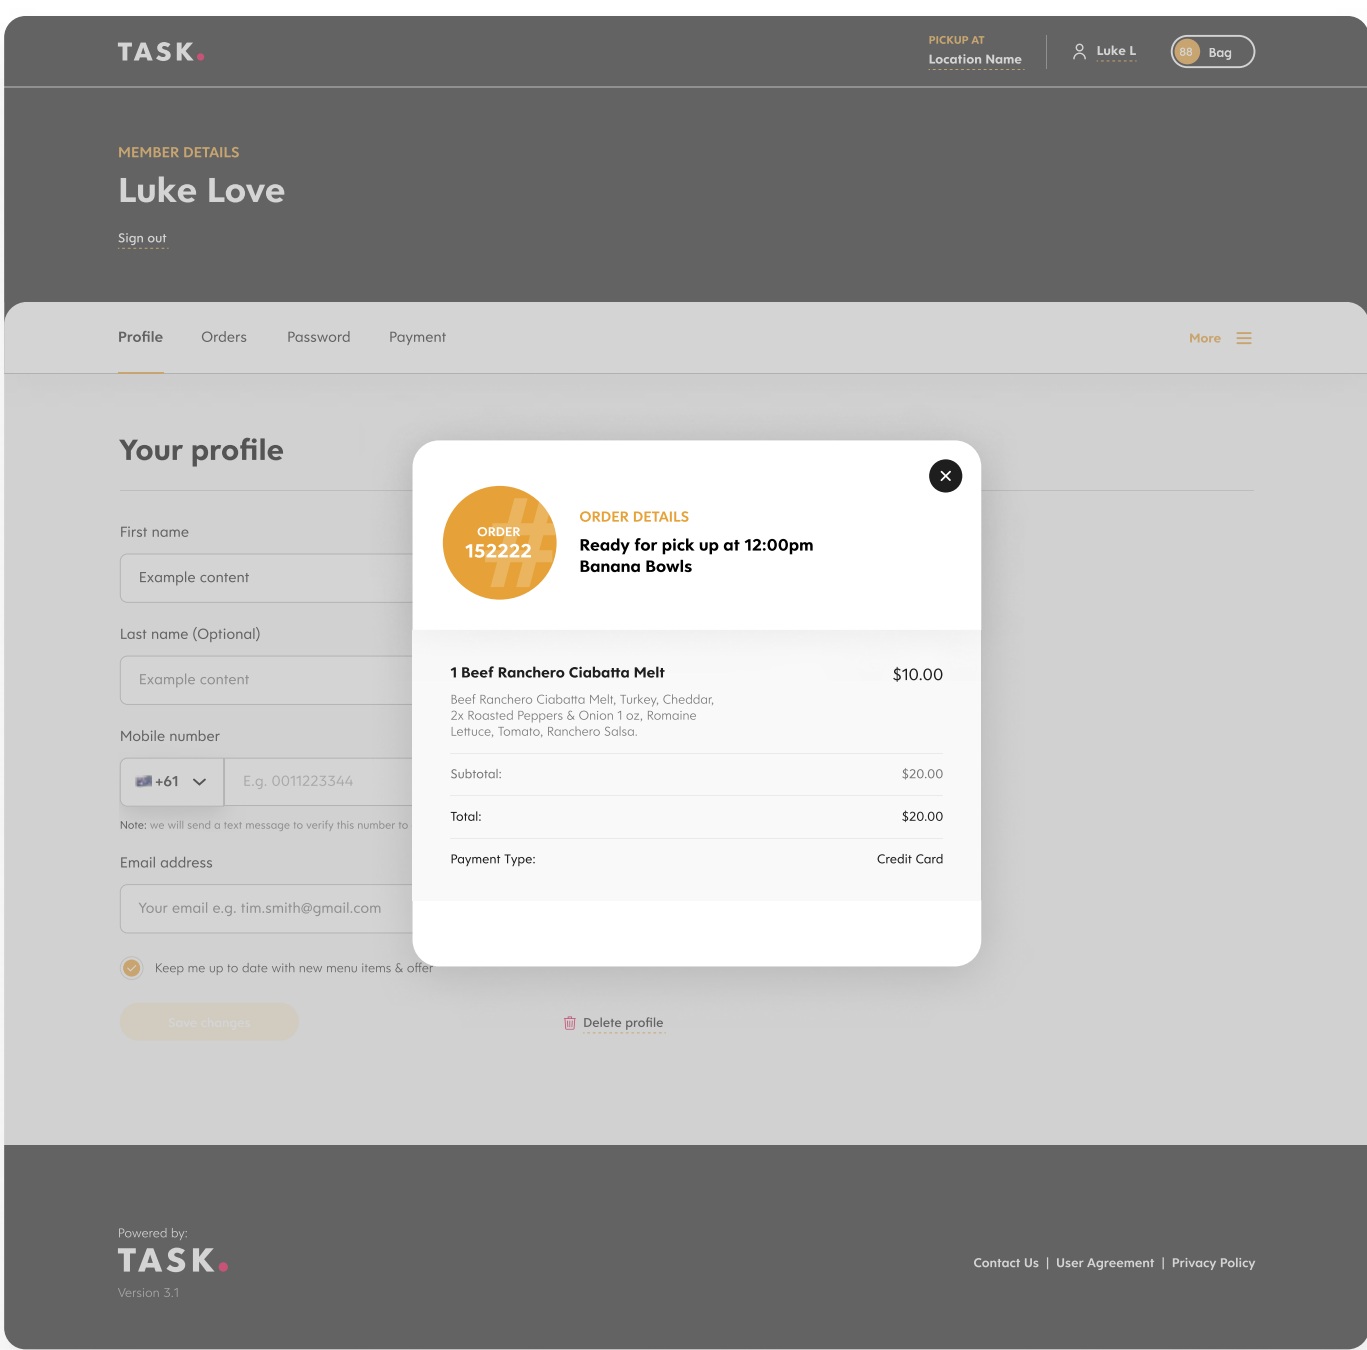 TASK.
PICKUP AT
Location Name
Luke L
88
Bag
MEMBER DETAILS
Luke Love
Sign out
Profile
Orders
Password
Payment
More
Your profile
First name
Example content
Last name (Optional)
Example content
Mobile number
+61
E.g. 0011223344
Note: we will send a text message to verify this number to
Email address
Your email e.g. tim.smith@gmail.com
Keep me up to date with new menu items & offer
Save changes
Delete profile
ORDER
152222
#
ORDER DETAILS
Ready for pick up at 12:00pm
Banana Bowls
1 Beef Ranchero Ciabatta Melt
$10.00
Beef Ranchero Ciabatta Melt, Turkey, Cheddar,
2x Roasted Peppers & Onion 1 oz, Romaine
Lettuce, Tomato, Ranchero Salsa.
Subtotal:
$20.00
Total:
$20.00
Payment Type:
Credit Card
Powered by:
TASK.
Version 3.1
Contact Us | User Agreement | Privacy Policy